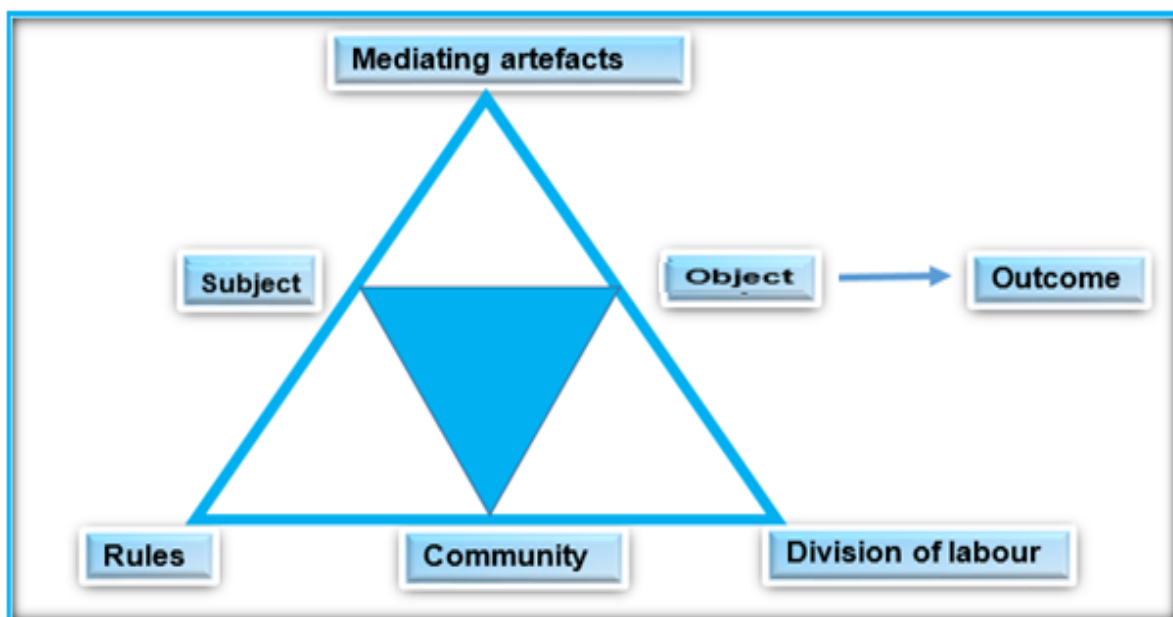 Mediating artefacts
Subject
Object
Outcome
Rules
Community
Division of labour